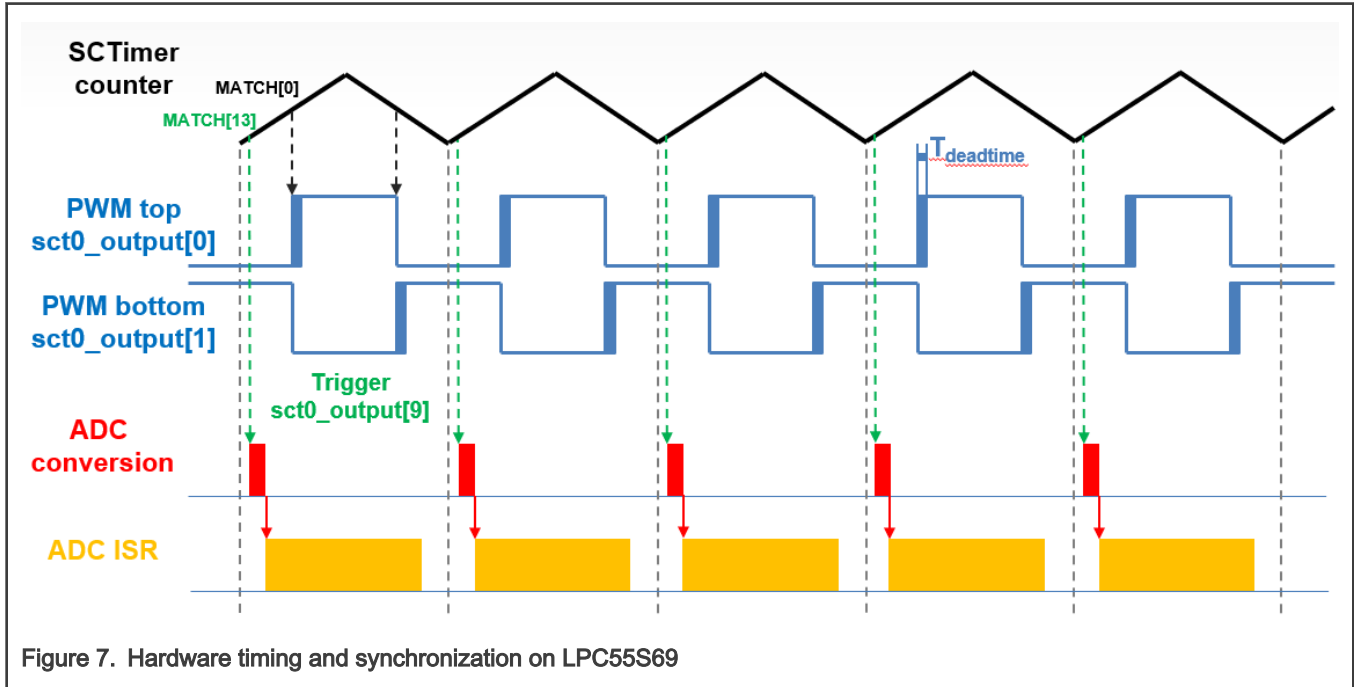 SCTimer
counter
MATCH[0]
MATCH[13]
Tdeadtime
PWM top
sct0_output[0]
PWM bottom
sct0_output[1]
Trigger
sct0_output[9]
ADC
conversion
ADC ISR
Figure 7. Hardware timing and synchronization on LPC55S69